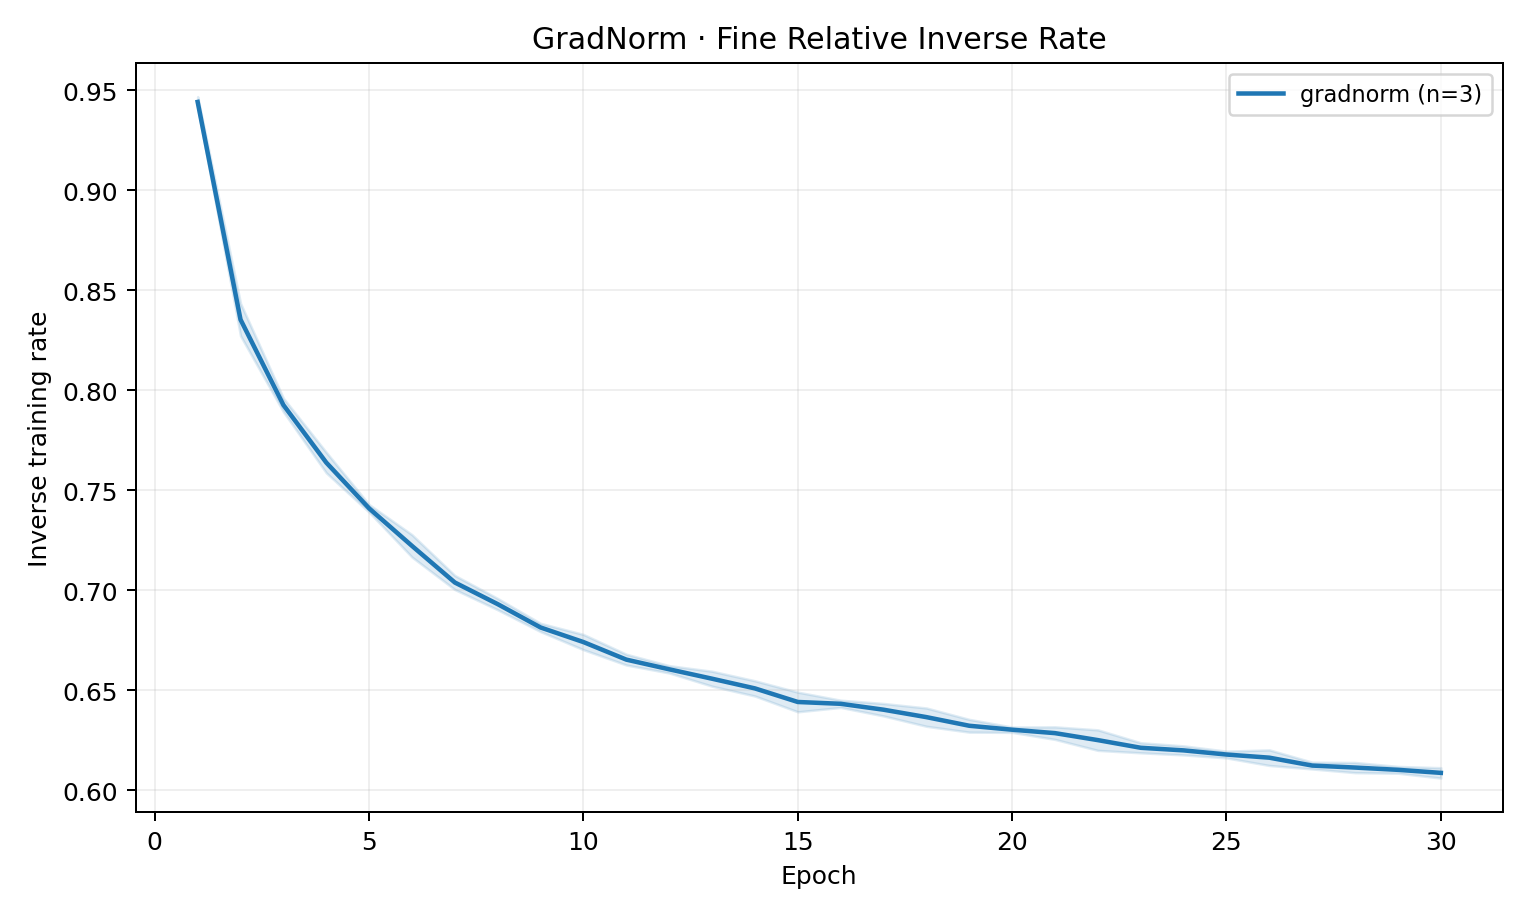 GradNorm · Fine Relative Inverse Rate
gradnorm (n=3)
Inverse training rate
0.95
0.90
0.85
0.80
0.75
0.70
0.65
0.60
0 5 10 15 20 25 30
Epoch